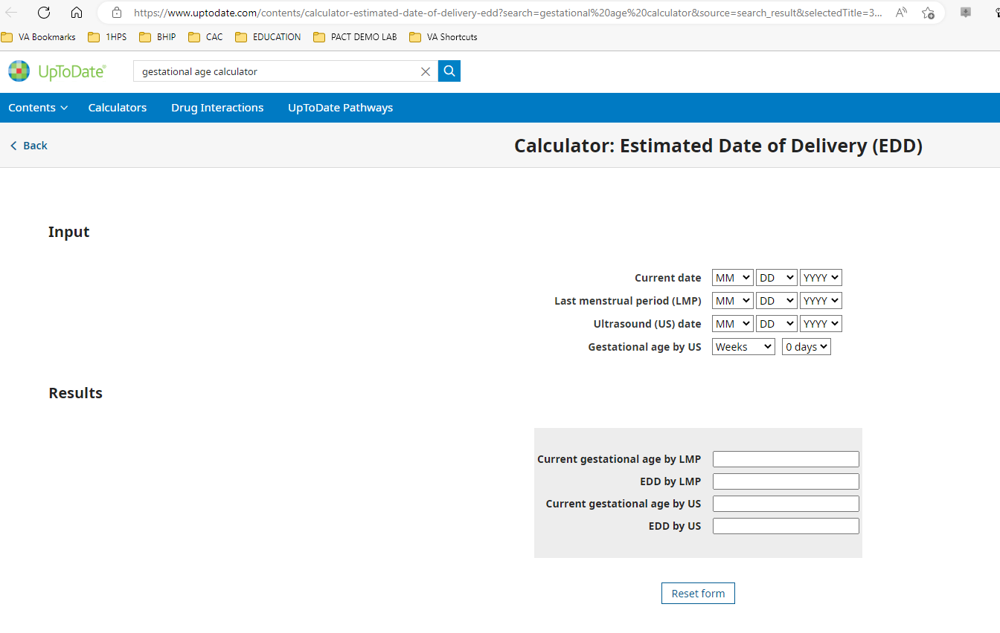 https://www.uptodate.com/contents/calculator-estimated-date-of-delivery-edd?search=gestational%20age%20calculator&source=search_result&selectedTitle=3...
VA Bookmarks 1HPS BHIP CAC EDUCATION PACT DEMO LAB VA Shortcuts
UpToDate® gestational age calculator
Contents Calculators Drug Interactions UpToDate Pathways
Back Calculator: Estimated Date of Delivery (EDD)
Input
Current date MM DD YYYY
Last menstrual period (LMP) MM DD YYYY
Ultrasound (US) date MM DD YYYY
Gestational age by US Weeks 0 days
Results
Current gestational age by LMP
EDD by LMP
Current gestational age by US
EDD by US
Reset form